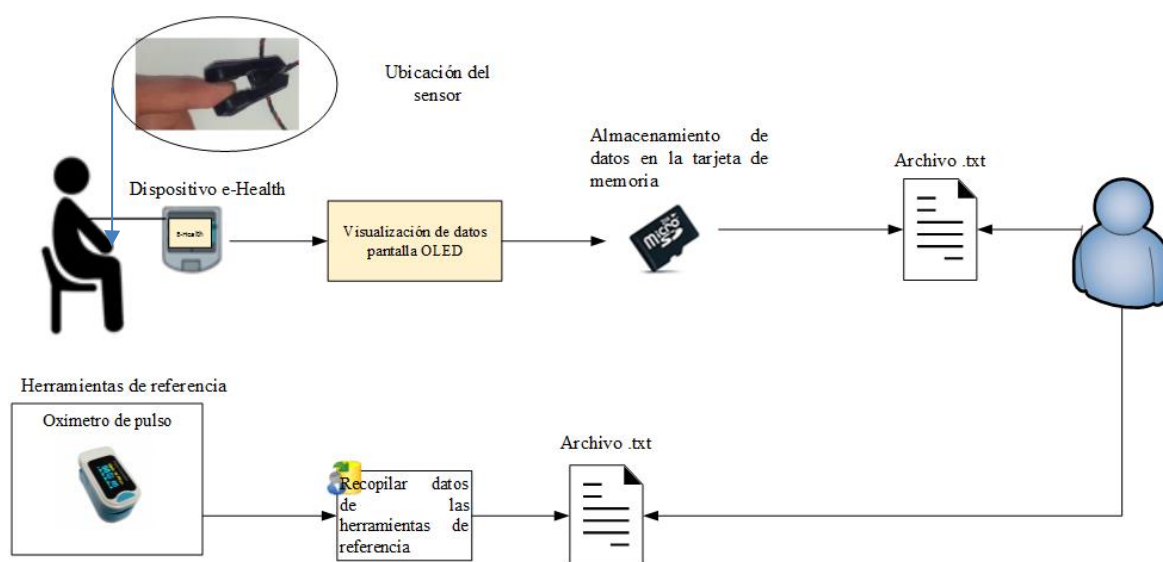 Ubicación del
sensor
Almacenamiento de
datos en la tarjeta de
memoria
Archivo .txt
Dispositivo e-Health
E-Health
Visualización de datos
pantalla OLED
micro
SD
Herramientas de referencia
Oximetro de pulso
Archivo .txt
Recopilar datos
de las
herramientas de
referencia